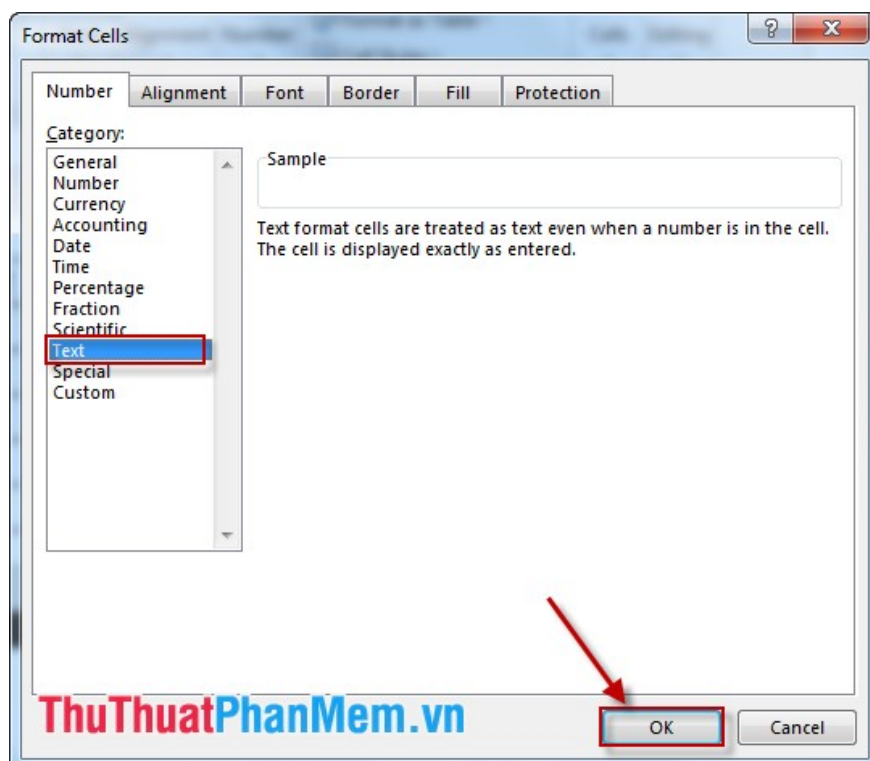 Format Cells
Number
Alignment
Font
Border
Fill
Protection
Category:
General
Number
Currency
Accounting
Date
Time
Percentage
Fraction
Scientific
Text
Special
Custom
Sample
Text format cells are treated as text even when a number is in the cell.
The cell is displayed exactly as entered.
ThuThuatPhanMem.vn
OK
Cancel